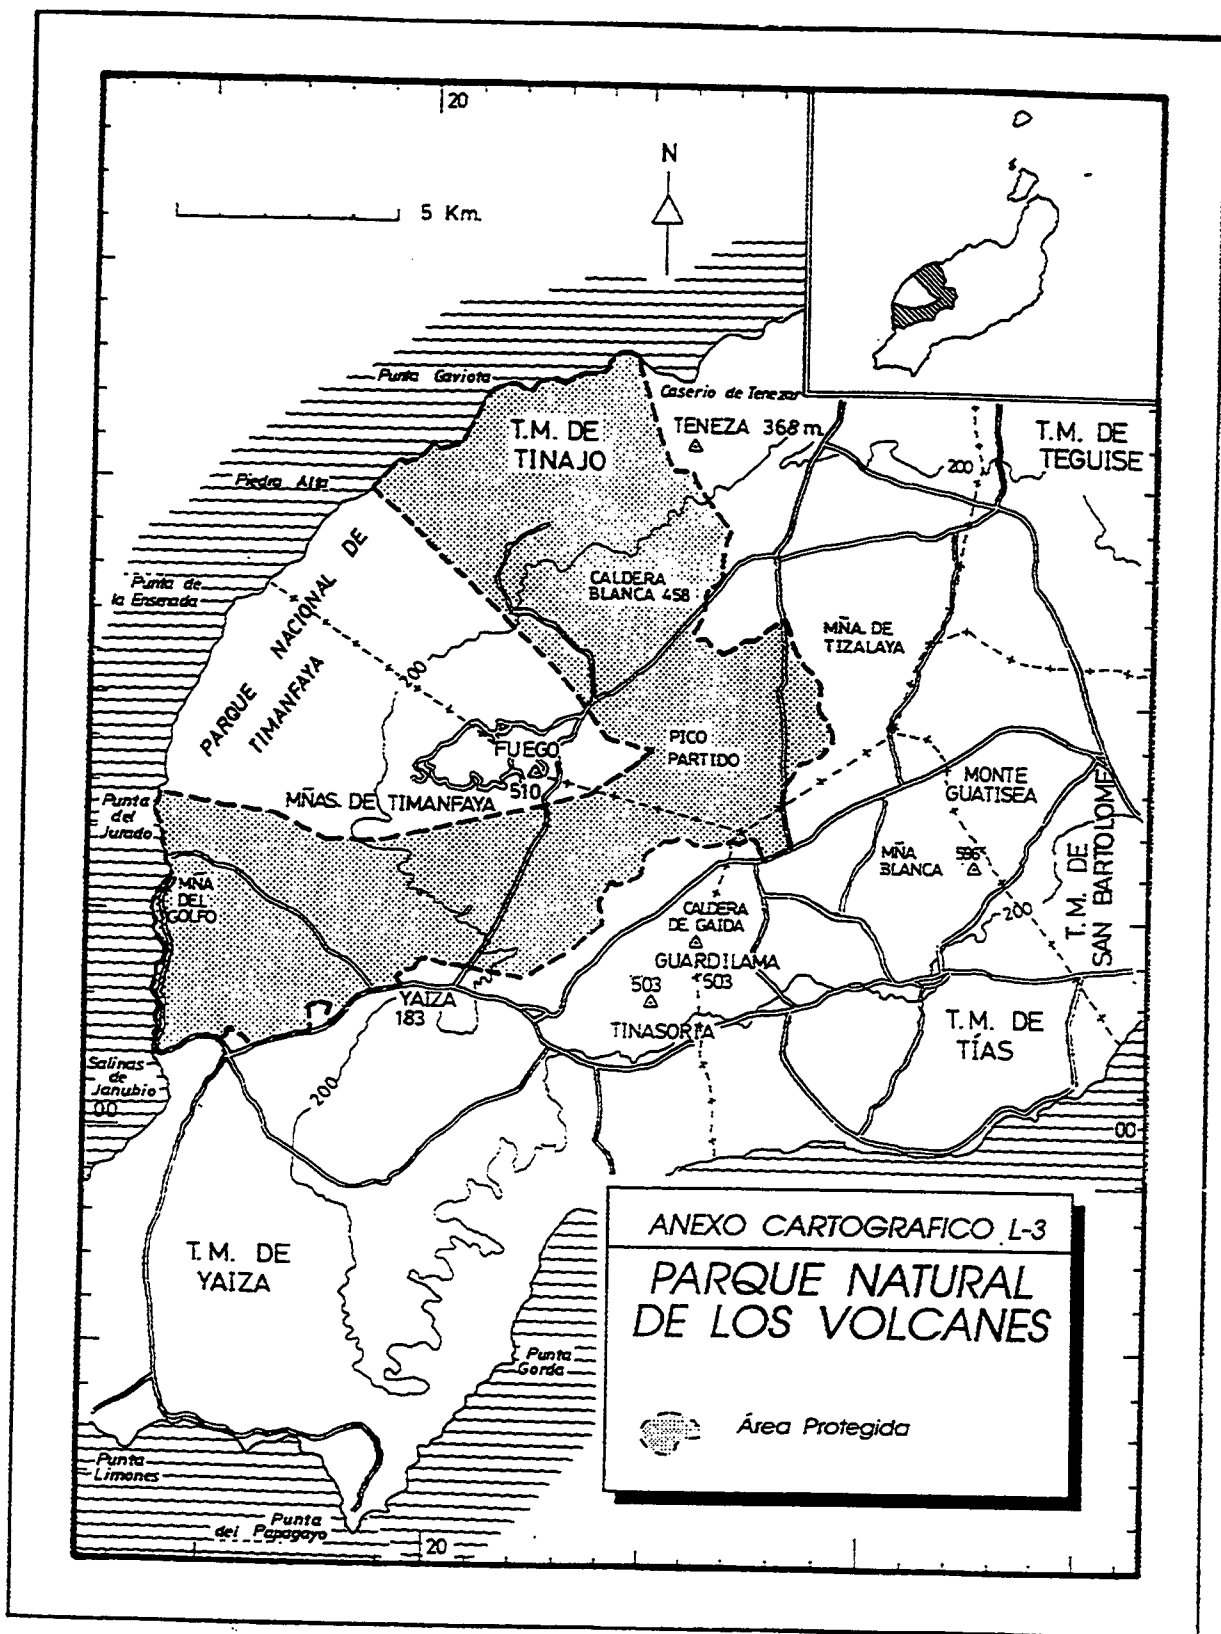 20
N
5 Km.
Punta Gaviota
Caserio de Tenezar
T.M. DE
TINAJO
TENEZA 368 m.
T.M. DE
TEGUISE
200
Piedra Alta
PARQUE NACIONAL DE
TIMANFAYA
Punta de
la Ensenada
CALDERA
BLANCA 458
MÑA. DE
TIZALAYA
200
PICO
PARTIDO
FUEGO
510
MÑAS. DE TIMANFAYA
MONTE
GUATISEA
Punta
del
Jurado
MÑA
BLANCA
596
T.M. DE
SAN BARTOLOME
MÑA
DEL
GOLFO
CALDERA
DE GAIDA
200
GUARDILAMA
503
503
YAIZA
183
TINASORIA
T.M. DE
TÍAS
Salinas
de
Janubio
00
200
00
T.M. DE
YAIZA
ANEXO CARTOGRAFICO L-3
PARQUE NATURAL
DE LOS VOLCANES
Punta
Gorda
Área Protegida
Punta
Limones
Punta
del Papagayo
20